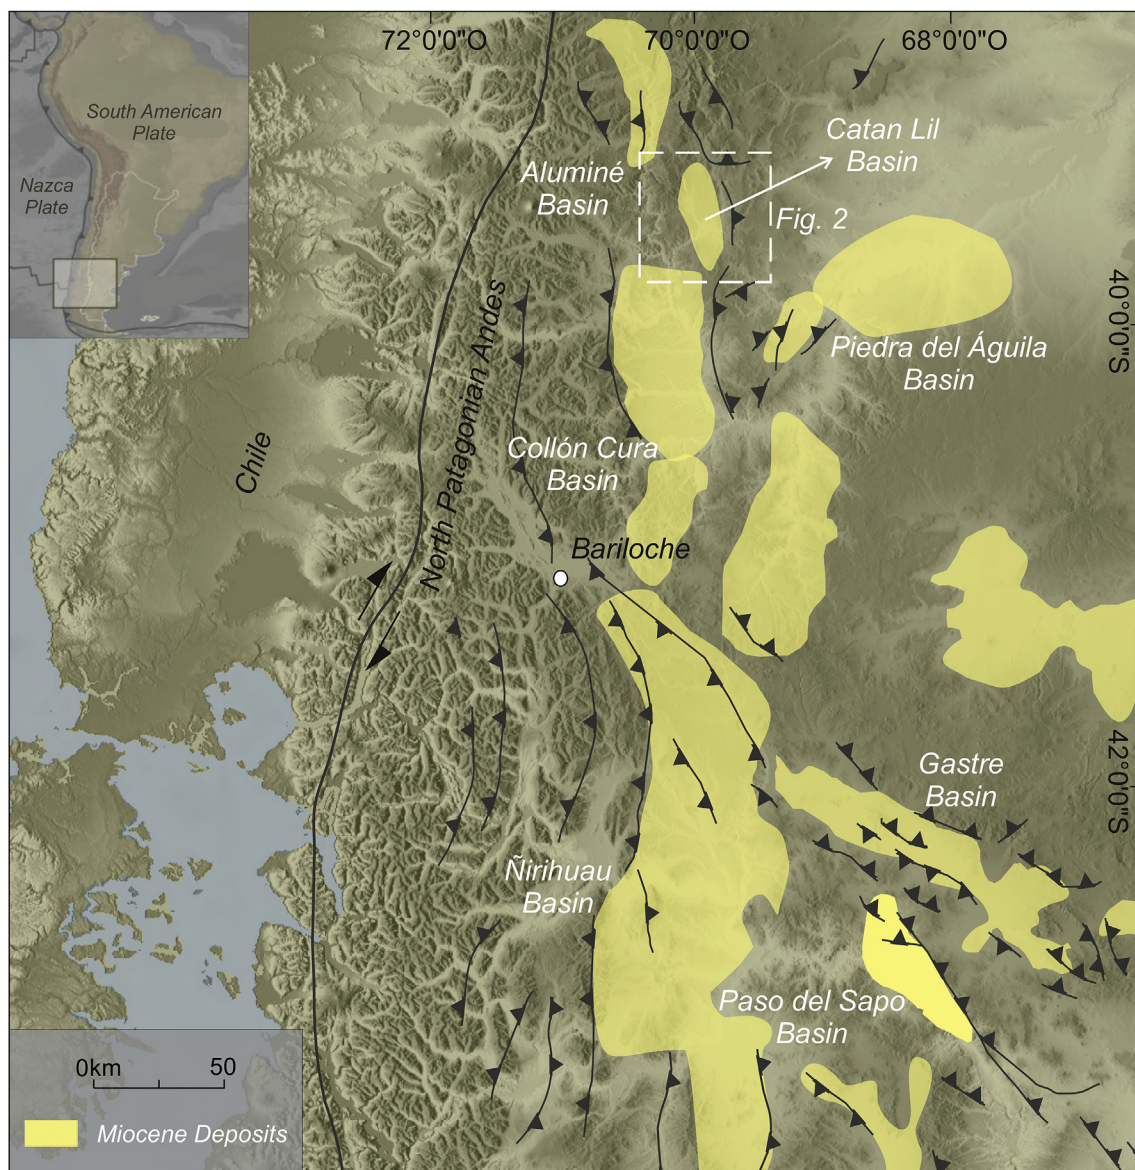 72°0'0"O
70°0'0"O
68°0'0"O
South American
Plate
Nazca
Plate
Catan Lil
Basin
Aluminé
Basin
Fig. 2
40°0'0"S
Piedra del Águila
Basin
North Patagonian Andes
Chile
Collón Cura
Basin
Bariloche
42°0'0"S
Gastre
Basin
Ñirihuau
Basin
Paso del Sapo
Basin
0km
50
Miocene Deposits